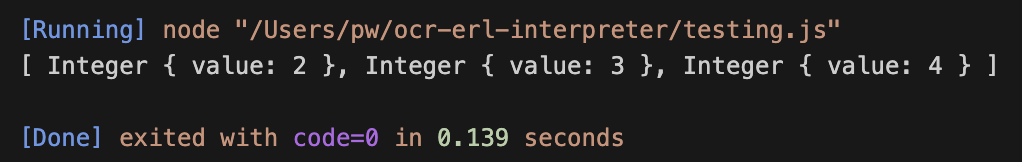 [Running] node "/Users/pw/ocr-erl-interpreter/testing.js"
[ Integer { value: 2 }, Integer { value: 3 }, Integer { value: 4 } ]
[Done] exited with code=0 in 0.139 seconds